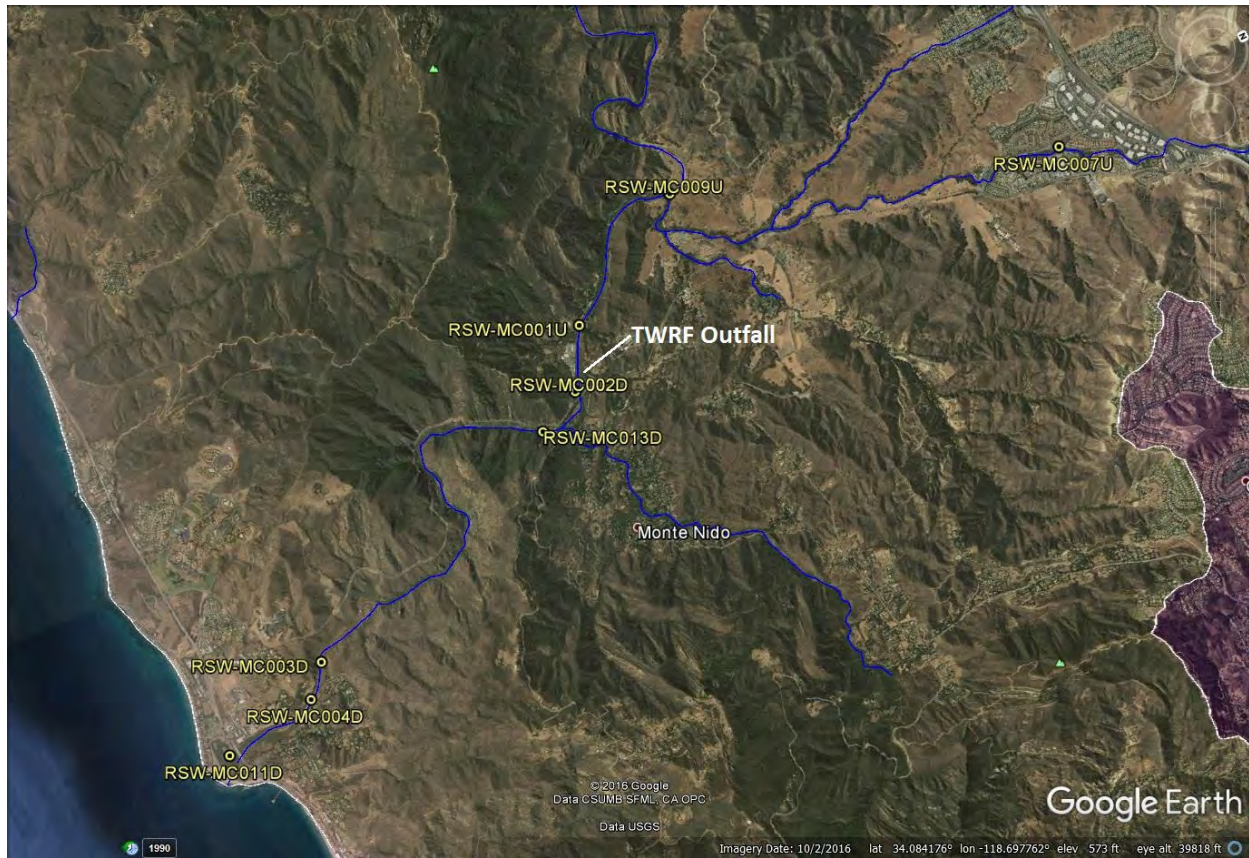 RSW-MC007U
RSW-MC009U
RSW-MC001U
TWRF Outfall
RSW-MC002D
RSW-MC013D
Monte Nido
RSW-MC003D
RSW-MC004D
RSW-MC011D
© 2016 Google
Data CSUMB SFML, CA OPC
Data USGS
Google Earth
1990
Imagery Date: 10/2/2016 lat 34.084176° lon -118.697762° elev 573 ft eye alt 39818 ft
N